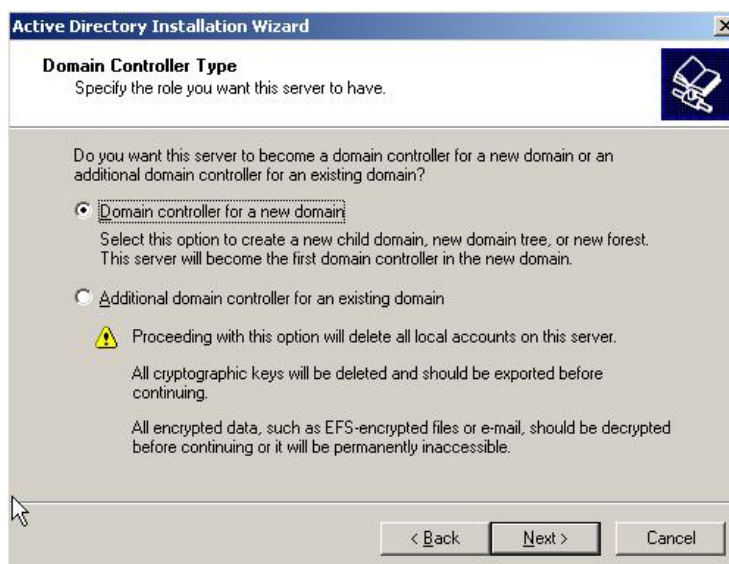 Active Directory Installation Wizard
Domain Controller Type
Specify the role you want this server to have.
Do you want this server to become a domain controller for a new domain or an
additional domain controller for an existing domain?
Domain controller for a new domain
Select this option to create a new child domain, new domain tree, or new forest.
This server will become the first domain controller in the new domain.
Additional domain controller for an existing domain
Proceeding with this option will delete all local accounts on this server.
All cryptographic keys will be deleted and should be exported before
continuing.
All encrypted data, such as EFS-encrypted files or e-mail, should be decrypted
before continuing or it will be permanently inaccessible.
< Back Next > Cancel